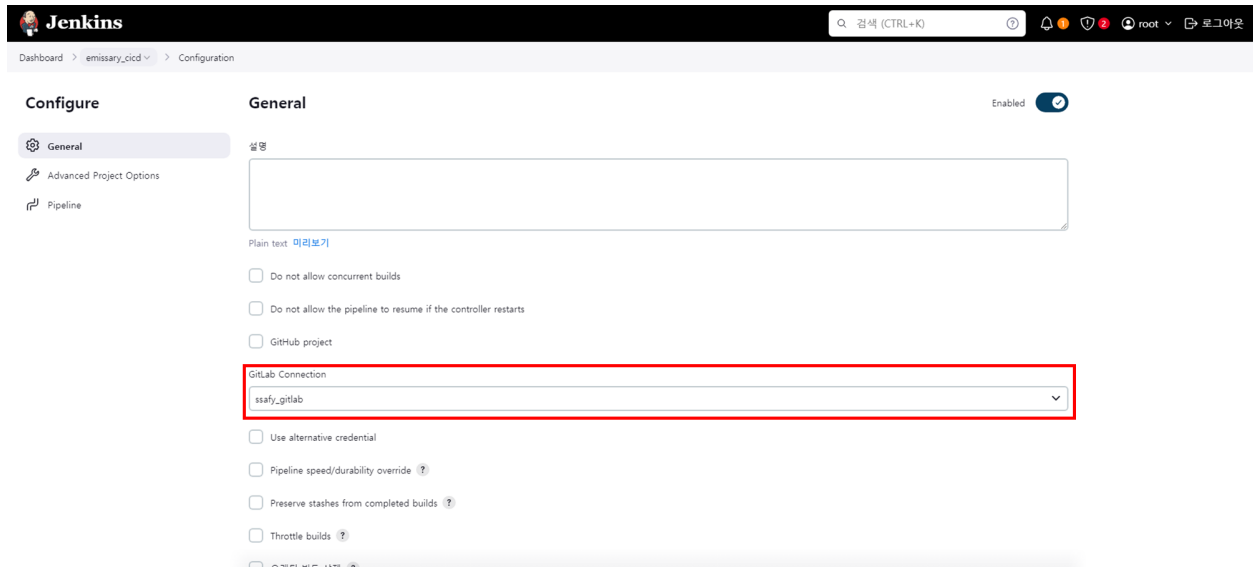 Jenkins
검색 (CTRL+K)
1
2
root
로그아웃
Dashboard > emissary_cicd > Configuration
Configure
General
Advanced Project Options
Pipeline
General
Enabled
설명
Plain text 미리보기
Do not allow concurrent builds
Do not allow the pipeline to resume if the controller restarts
GitHub project
GitLab Connection
ssafy_gitlab
Use alternative credential
Pipeline speed/durability override ?
Preserve stashes from completed builds ?
Throttle builds ?